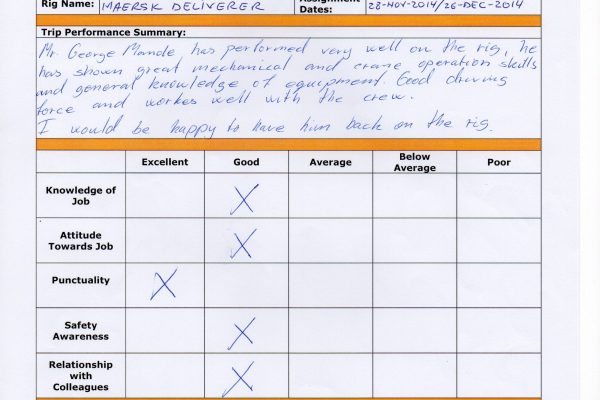 Rig Name: MAERSK DELIVERER Assignment Dates: 28-NOV-2014/26-DEC-2014
Trip Performance Summary:
Mr. George Manole has performed very well on the rig, he
has shown great mechanical and crane operation skills
and general knowledge of equipment. Good driving
force and workes well with the crew.
I would be happy to have him back on the rig.
Excellent Good Average Below Average Poor
Knowledge of Job X
Attitude Towards Job X
Punctuality X
Safety Awareness X
Relationship with Colleagues X